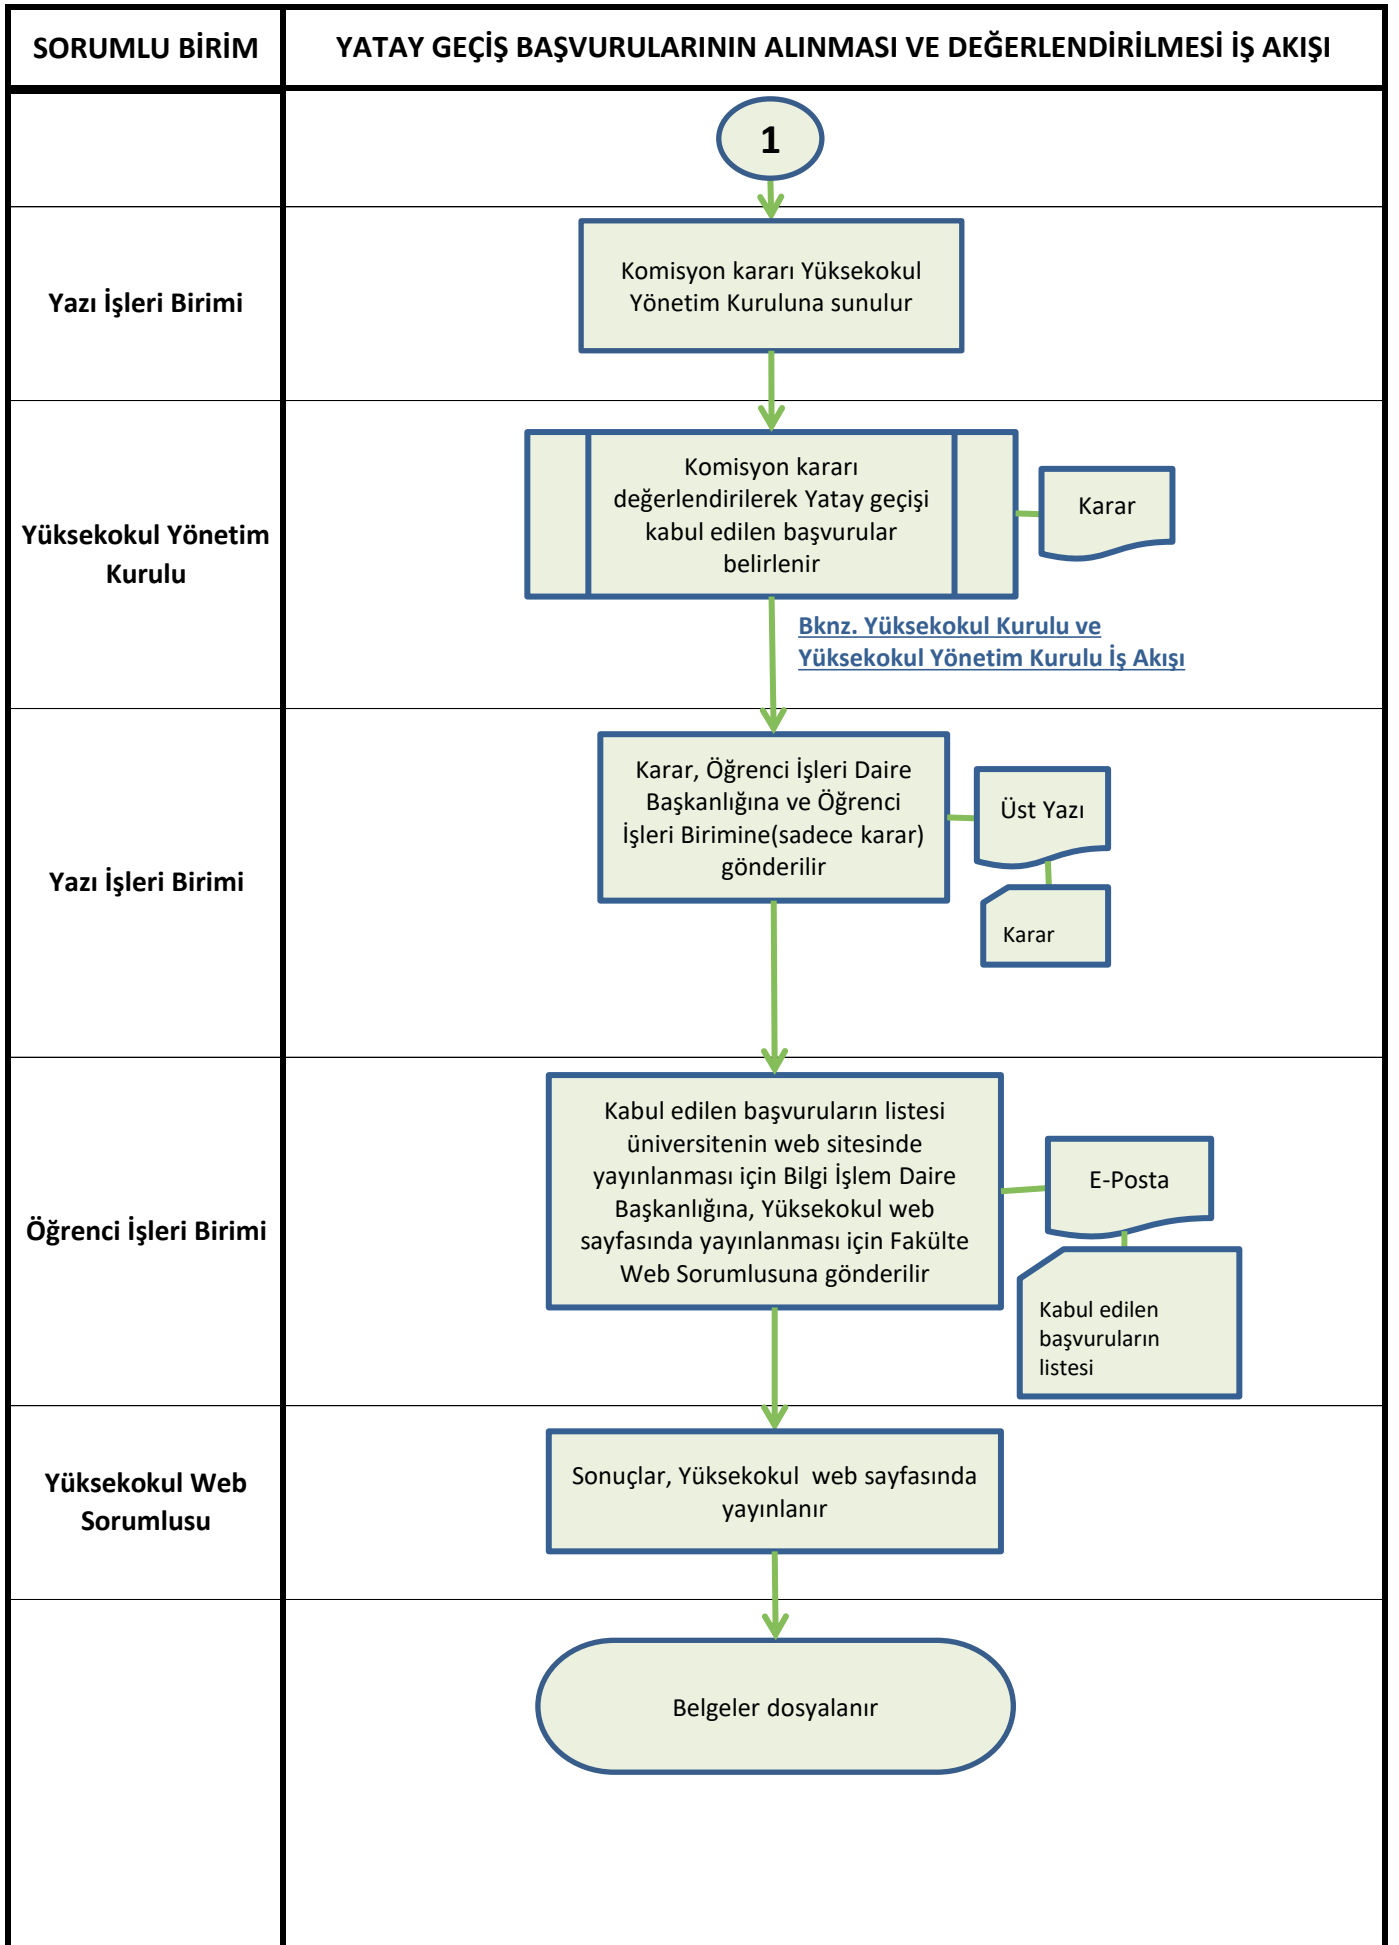 SORUMLU BİRİM
YATAY GEÇİŞ BAŞVURULARININ ALINMASI VE DEĞERLENDİRİLMESİ İŞ AKIŞI
1
Yazı İşleri Birimi
Komisyon kararı Yüksekokul
Yönetim Kuruluna sunulur
Yüksekokul Yönetim
Kurulu
Komisyon kararı
değerlendirilerek Yatay geçişi
kabul edilen başvurular
belirlenir
Karar
Bknz. Yüksekokul Kurulu ve
Yüksekokul Yönetim Kurulu İş Akışı
Yazı İşleri Birimi
Karar, Öğrenci İşleri Daire
Başkanlığına ve Öğrenci
İşleri Birimine(sadece karar)
gönderilir
Üst Yazı
Karar
Öğrenci İşleri Birimi
Kabul edilen başvuruların listesi
üniversitenin web sitesinde
yayınlanması için Bilgi İşlem Daire
Başkanlığına, Yüksekokul web
sayfasında yayınlanması için Fakülte
Web Sorumlusuna gönderilir
E-Posta
Kabul edilen
başvuruların
listesi
Yüksekokul Web
Sorumlusu
Sonuçlar, Yüksekokul  web sayfasında
yayınlanır
Belgeler dosyalanır